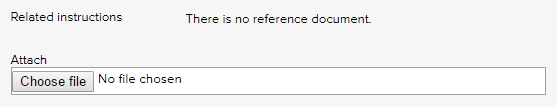 Related instructions There is no reference document.
Attach
Choose file No file chosen